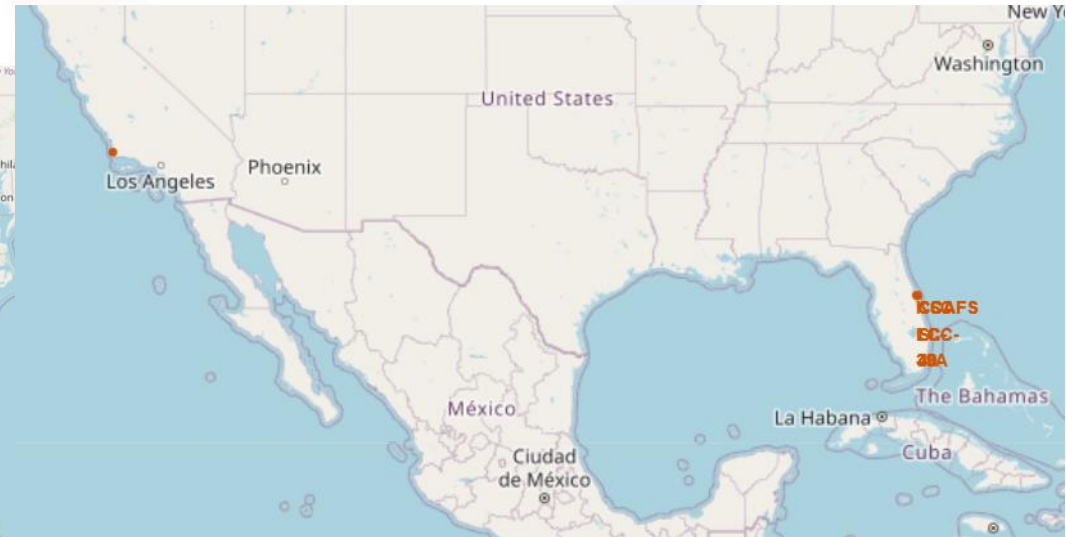 New Y
Washington
United States
Phoenix
Los Angeles
The Bahamas
La Habana
México
Cuba
Ciudad
de México